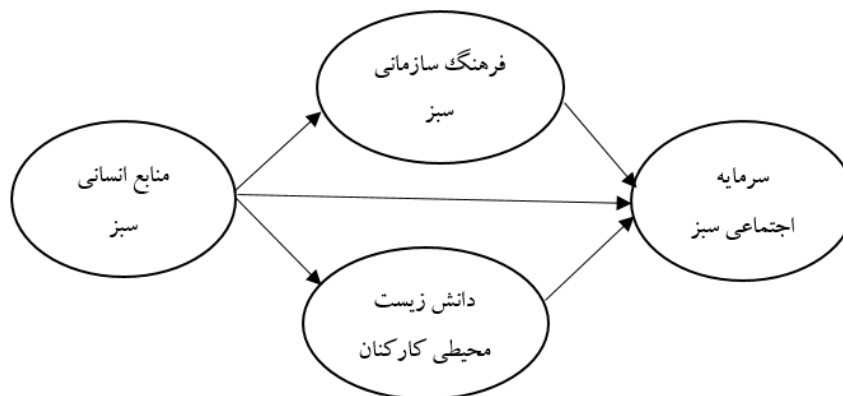 فرهنگ سازمانی
سبز
منابع انسانی
سبز
سرمایه
اجتماعی سبز
دانش زیست
محیطی کارکنان